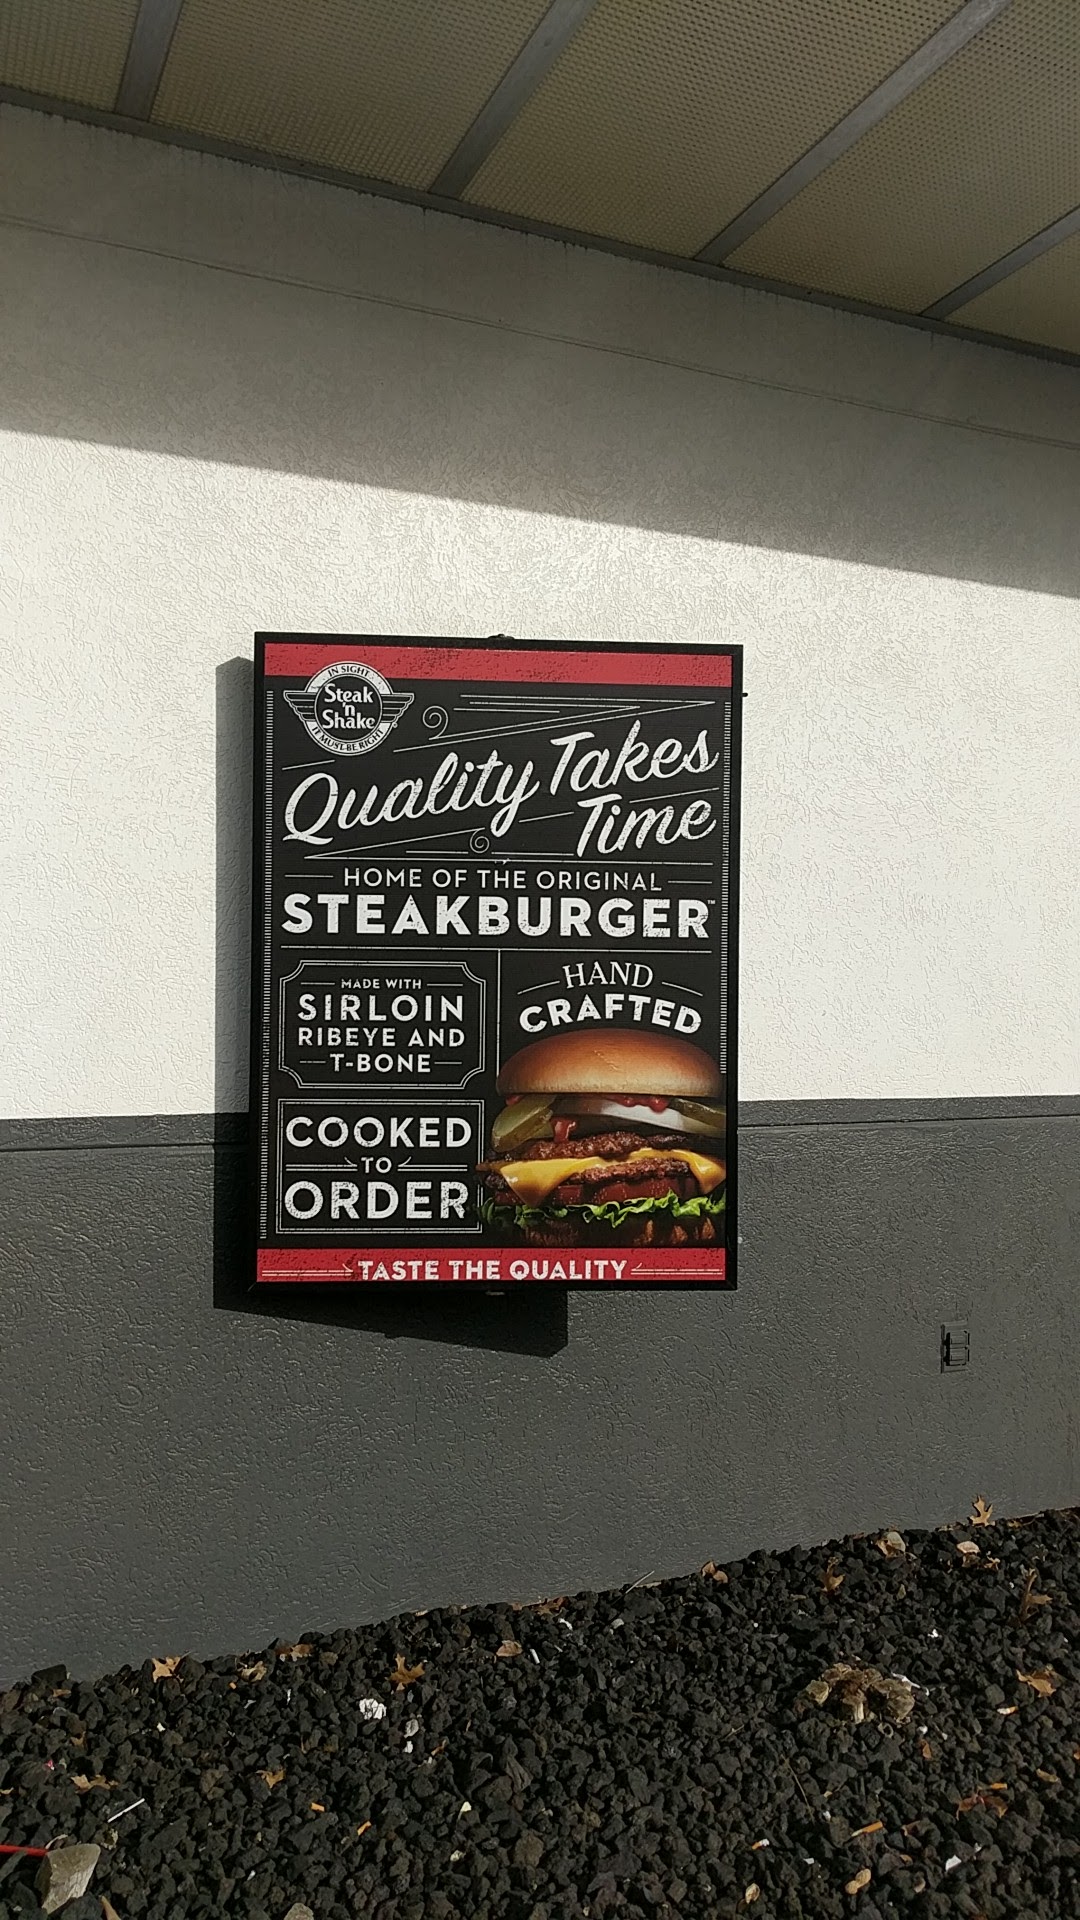 IN SIGHT
Steak
'n
Shake
IT MUST BE RIGHT
Quality Takes
Time
HOME OF THE ORIGINAL
STEAKBURGER™
MADE WITH
SIRLOIN
RIBEYE AND
T-BONE
HAND
CRAFTED
COOKED
TO
ORDER
TASTE THE QUALITY